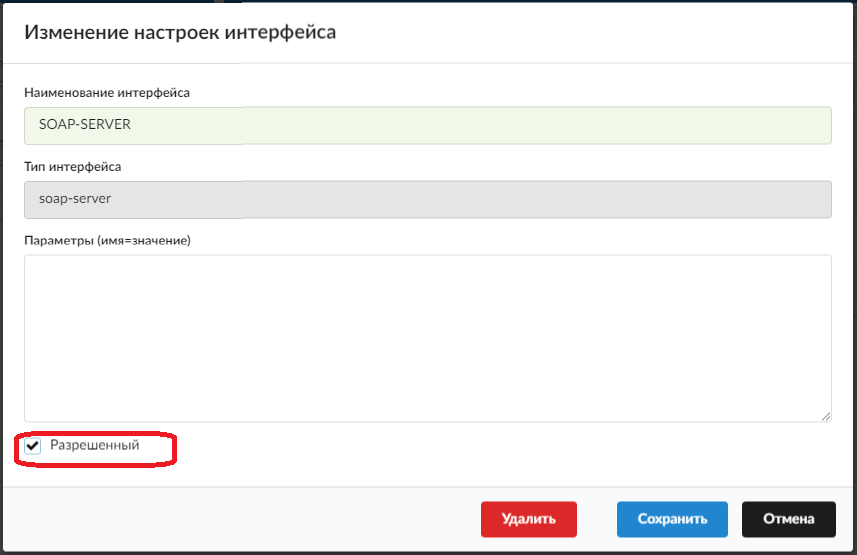 Изменение настроек интерфейса
Наименование интерфейса
SOAP-SERVER
Тип интерфейса
soap-server
Параметры (имя=значение)
Разрешенный
Удалить Сохранить Отмена